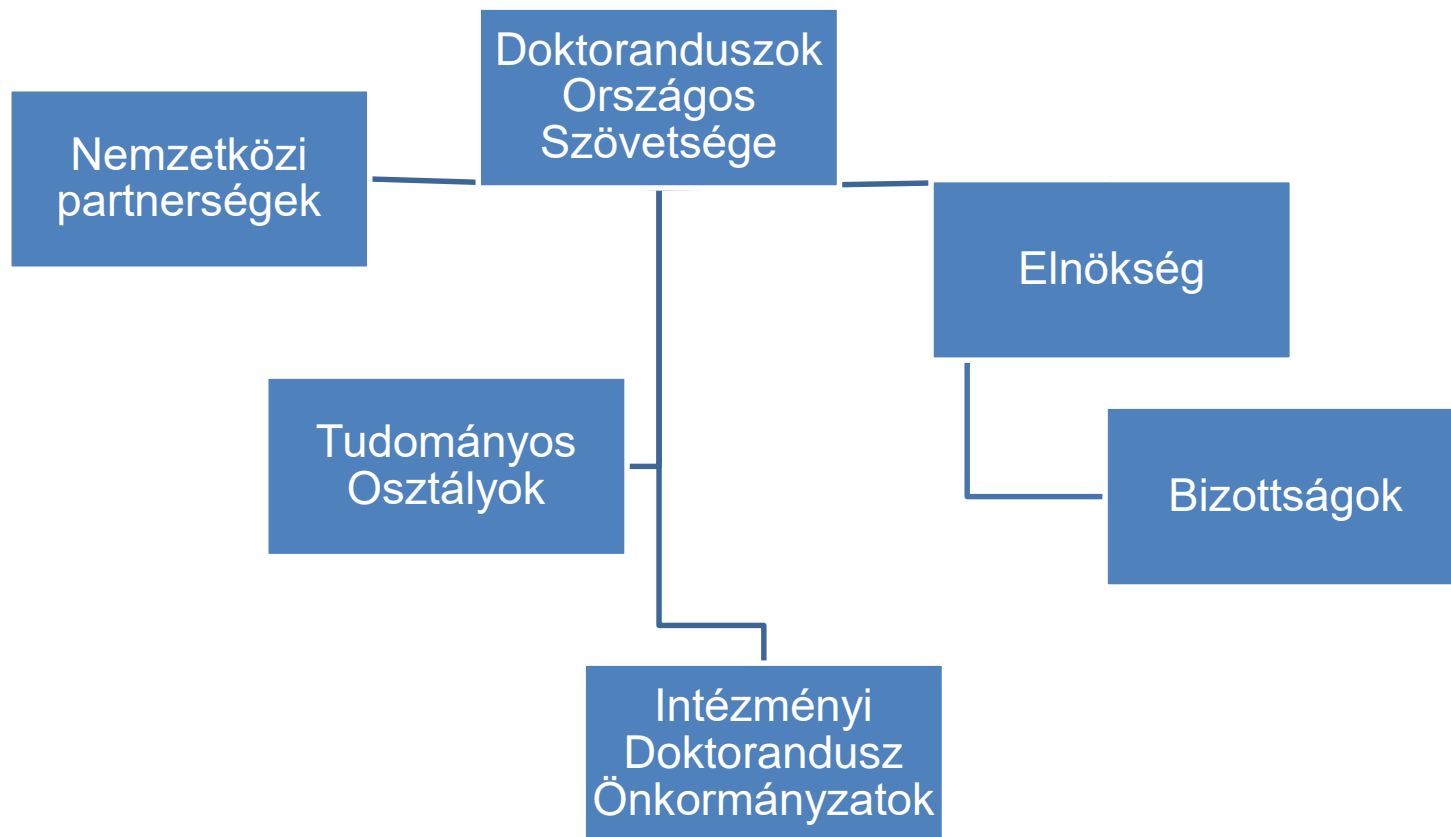 Doktoranduszok
Országos
Szövetsége
Nemzetközi
partnerségek
Elnökség
Tudományos
Osztályok
Bizottságok
Intézményi
Doktorandusz
Önkormányzatok